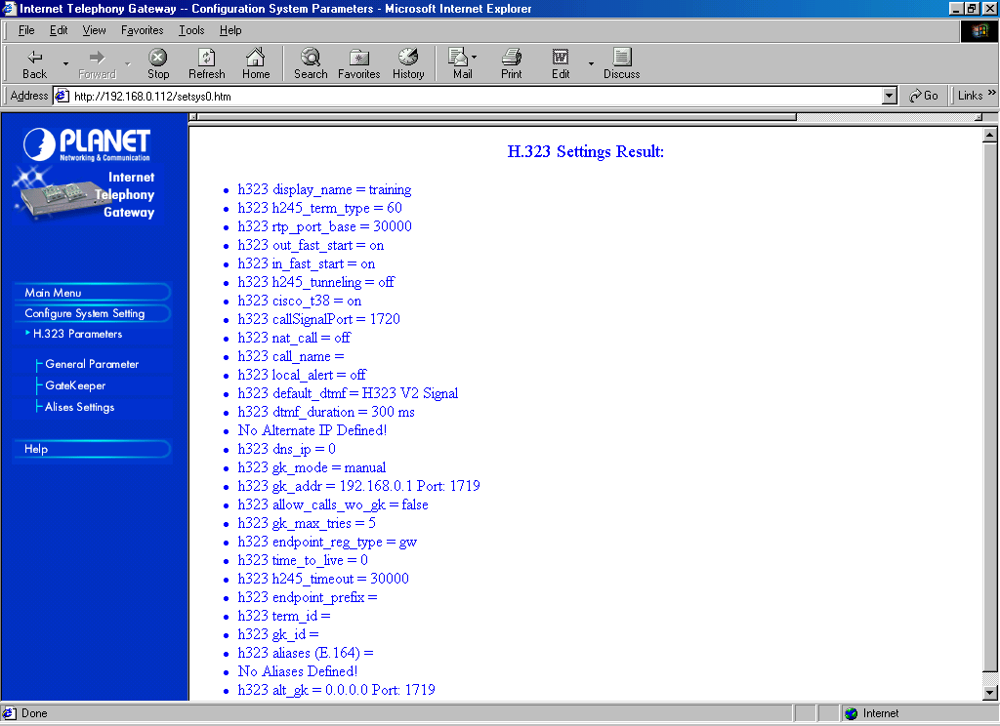 Internet Telephony Gateway -- Configuration System Parameters - Microsoft Internet Explorer
File Edit View Favorites Tools Help
Back Forward Stop Refresh Home Search Favorites History Mail Print Edit Discuss
Address http://192.168.0.112/setsys0.htm Go Links »
PLANET
Networking & Communication
Internet
Telephony
Gateway
Main Menu
Configure System Setting
H.323 Parameters
General Parameter
GateKeeper
Alises Settings
Help
H.323 Settings Result:
h323 display_name = training
h323 h245_term_type = 60
h323 rtp_port_base = 30000
h323 out_fast_start = on
h323 in_fast_start = on
h323 h245_tunneling = off
h323 cisco_t38 = on
h323 callSignalPort = 1720
h323 nat_call = off
h323 call_name =
h323 local_alert = off
h323 default_dtmf = H323 V2 Signal
h323 dtmf_duration = 300 ms
No Alternate IP Defined!
h323 dns_ip = 0
h323 gk_mode = manual
h323 gk_addr = 192.168.0.1 Port: 1719
h323 allow_calls_wo_gk = false
h323 gk_max_tries = 5
h323 endpoint_reg_type = gw
h323 time_to_live = 0
h323 h245_timeout = 30000
h323 endpoint_prefix =
h323 term_id =
h323 gk_id =
h323 aliases (E.164) =
No Aliases Defined!
h323 alt_gk = 0.0.0.0 Port: 1719
Done Internet